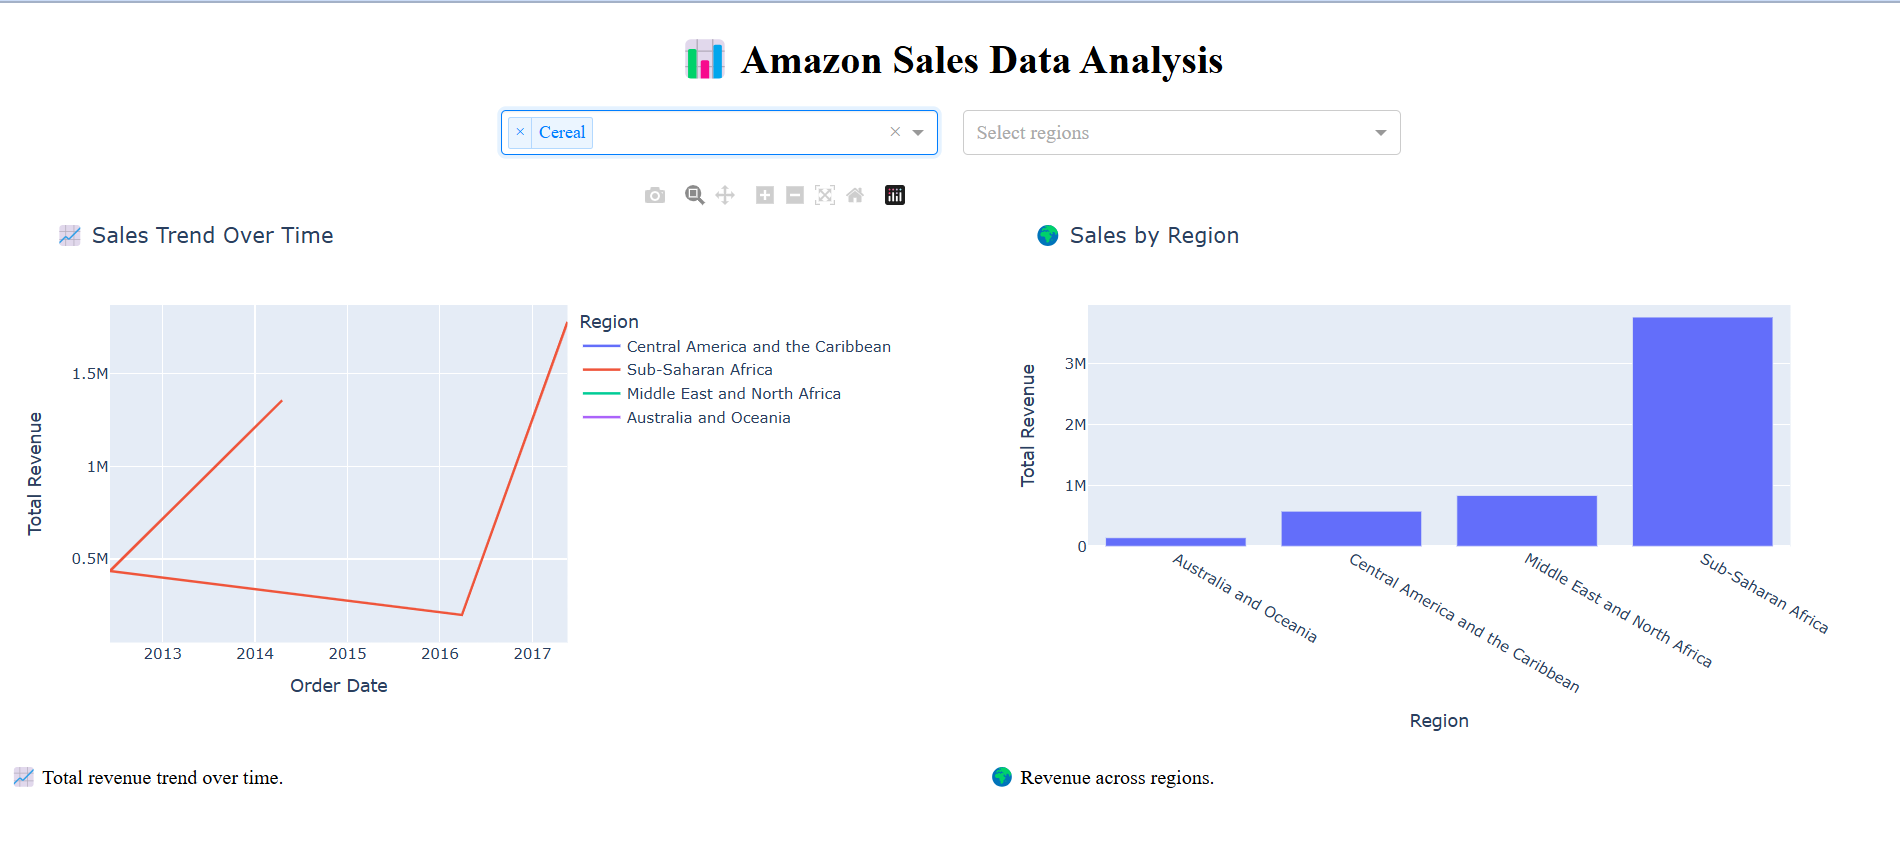 Amazon Sales Data Analysis
× Cereal ×
Select regions
Sales Trend Over Time
Total Revenue
1.5M
1M
0.5M
2013 2014 2015 2016 2017
Order Date
Region
Central America and the Caribbean
Sub-Saharan Africa
Middle East and North Africa
Australia and Oceania
Total revenue trend over time.
Sales by Region
Total Revenue
3M
2M
1M
0
Australia and Oceania
Central America and the Caribbean
Middle East and North Africa
Sub-Saharan Africa
Region
Revenue across regions.